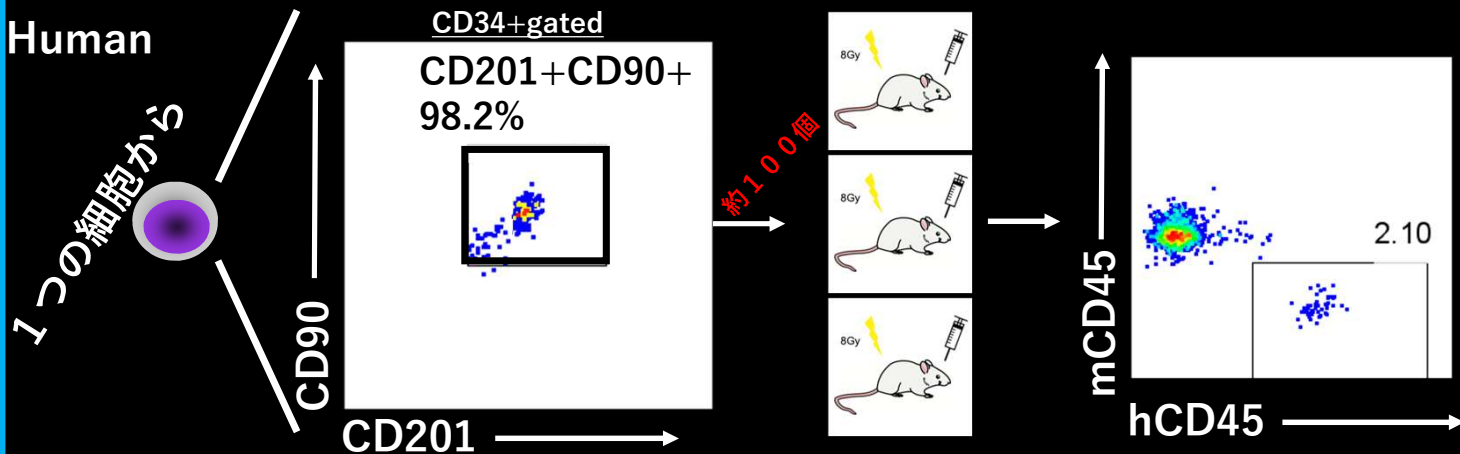 Human
1つの細胞から
CD34+gated
CD201+CD90+
98.2%
CD90
CD201
約100個
8Gy
8Gy
8Gy
mCD45
2.10
hCD45